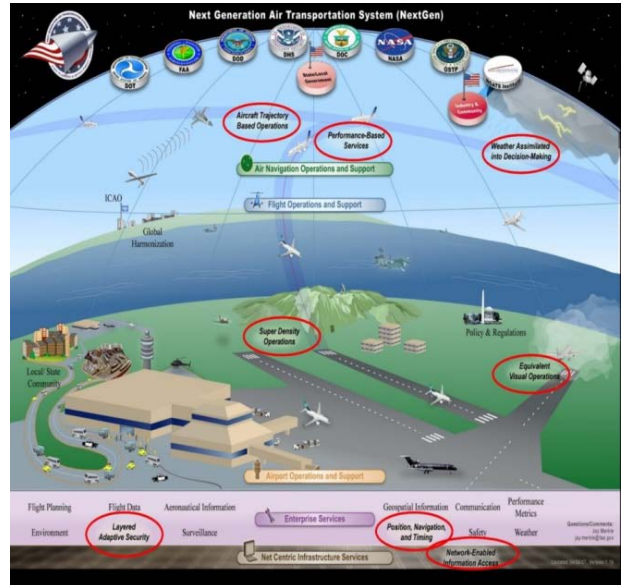 Next Generation Air Transportation System (NextGen)
DOT
FAA
DOD
DHS
DOC
NASA
OSTP
State/Local
Government
Industry &
Community
Aircraft Trajectory
Based Operations
Performance-Based
Services
Weather Assimilated
into Decision-Making
Air Navigation Operations and Support
Flight Operations and Support
ICAO
Global
Harmonization
Super Density
Operations
Policy & Regulations
Local/ State
Community
Equivalent
Visual Operations
Airport Operations and Support
Flight Planning
Flight Data
Aeronautical Information
Geospatial Information
Communication
Performance
Metrics
Enterprise Services
Environment
Layered
Adaptive Security
Surveillance
Position, Navigation,
and Timing
Safety
Weather
Questions/Comments:
Jay Merkle
Net Centric Infrastructure Services
Network-Enabled
Information Access